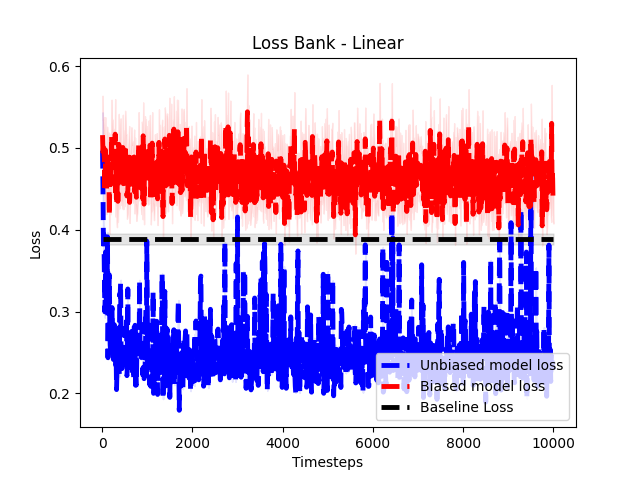 Loss Bank - Linear
0.6
0.5
0.4
0.3
0.2
Loss
0
2000
4000
6000
8000
10000
Timesteps
Unbiased model loss
Biased model loss
Baseline Loss